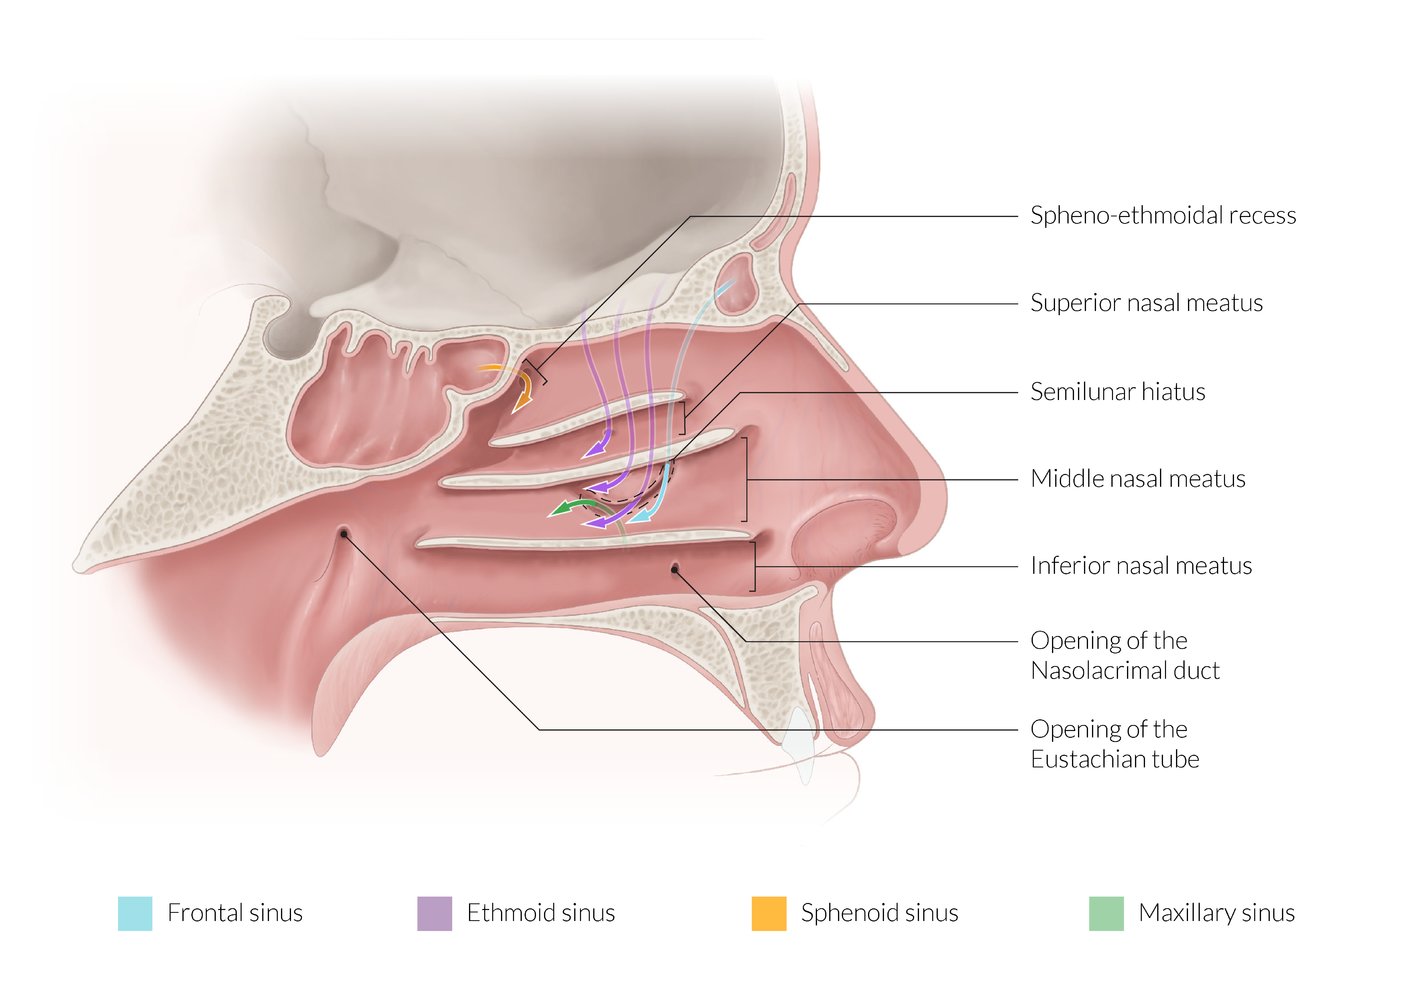 Spheno-ethmoidal recess
Superior nasal meatus
Semilunar hiatus
Middle nasal meatus
Inferior nasal meatus
Opening of the
Nasolacrimal duct
Opening of the
Eustachian tube
Frontal sinus
Ethmoid sinus
Sphenoid sinus
Maxillary sinus